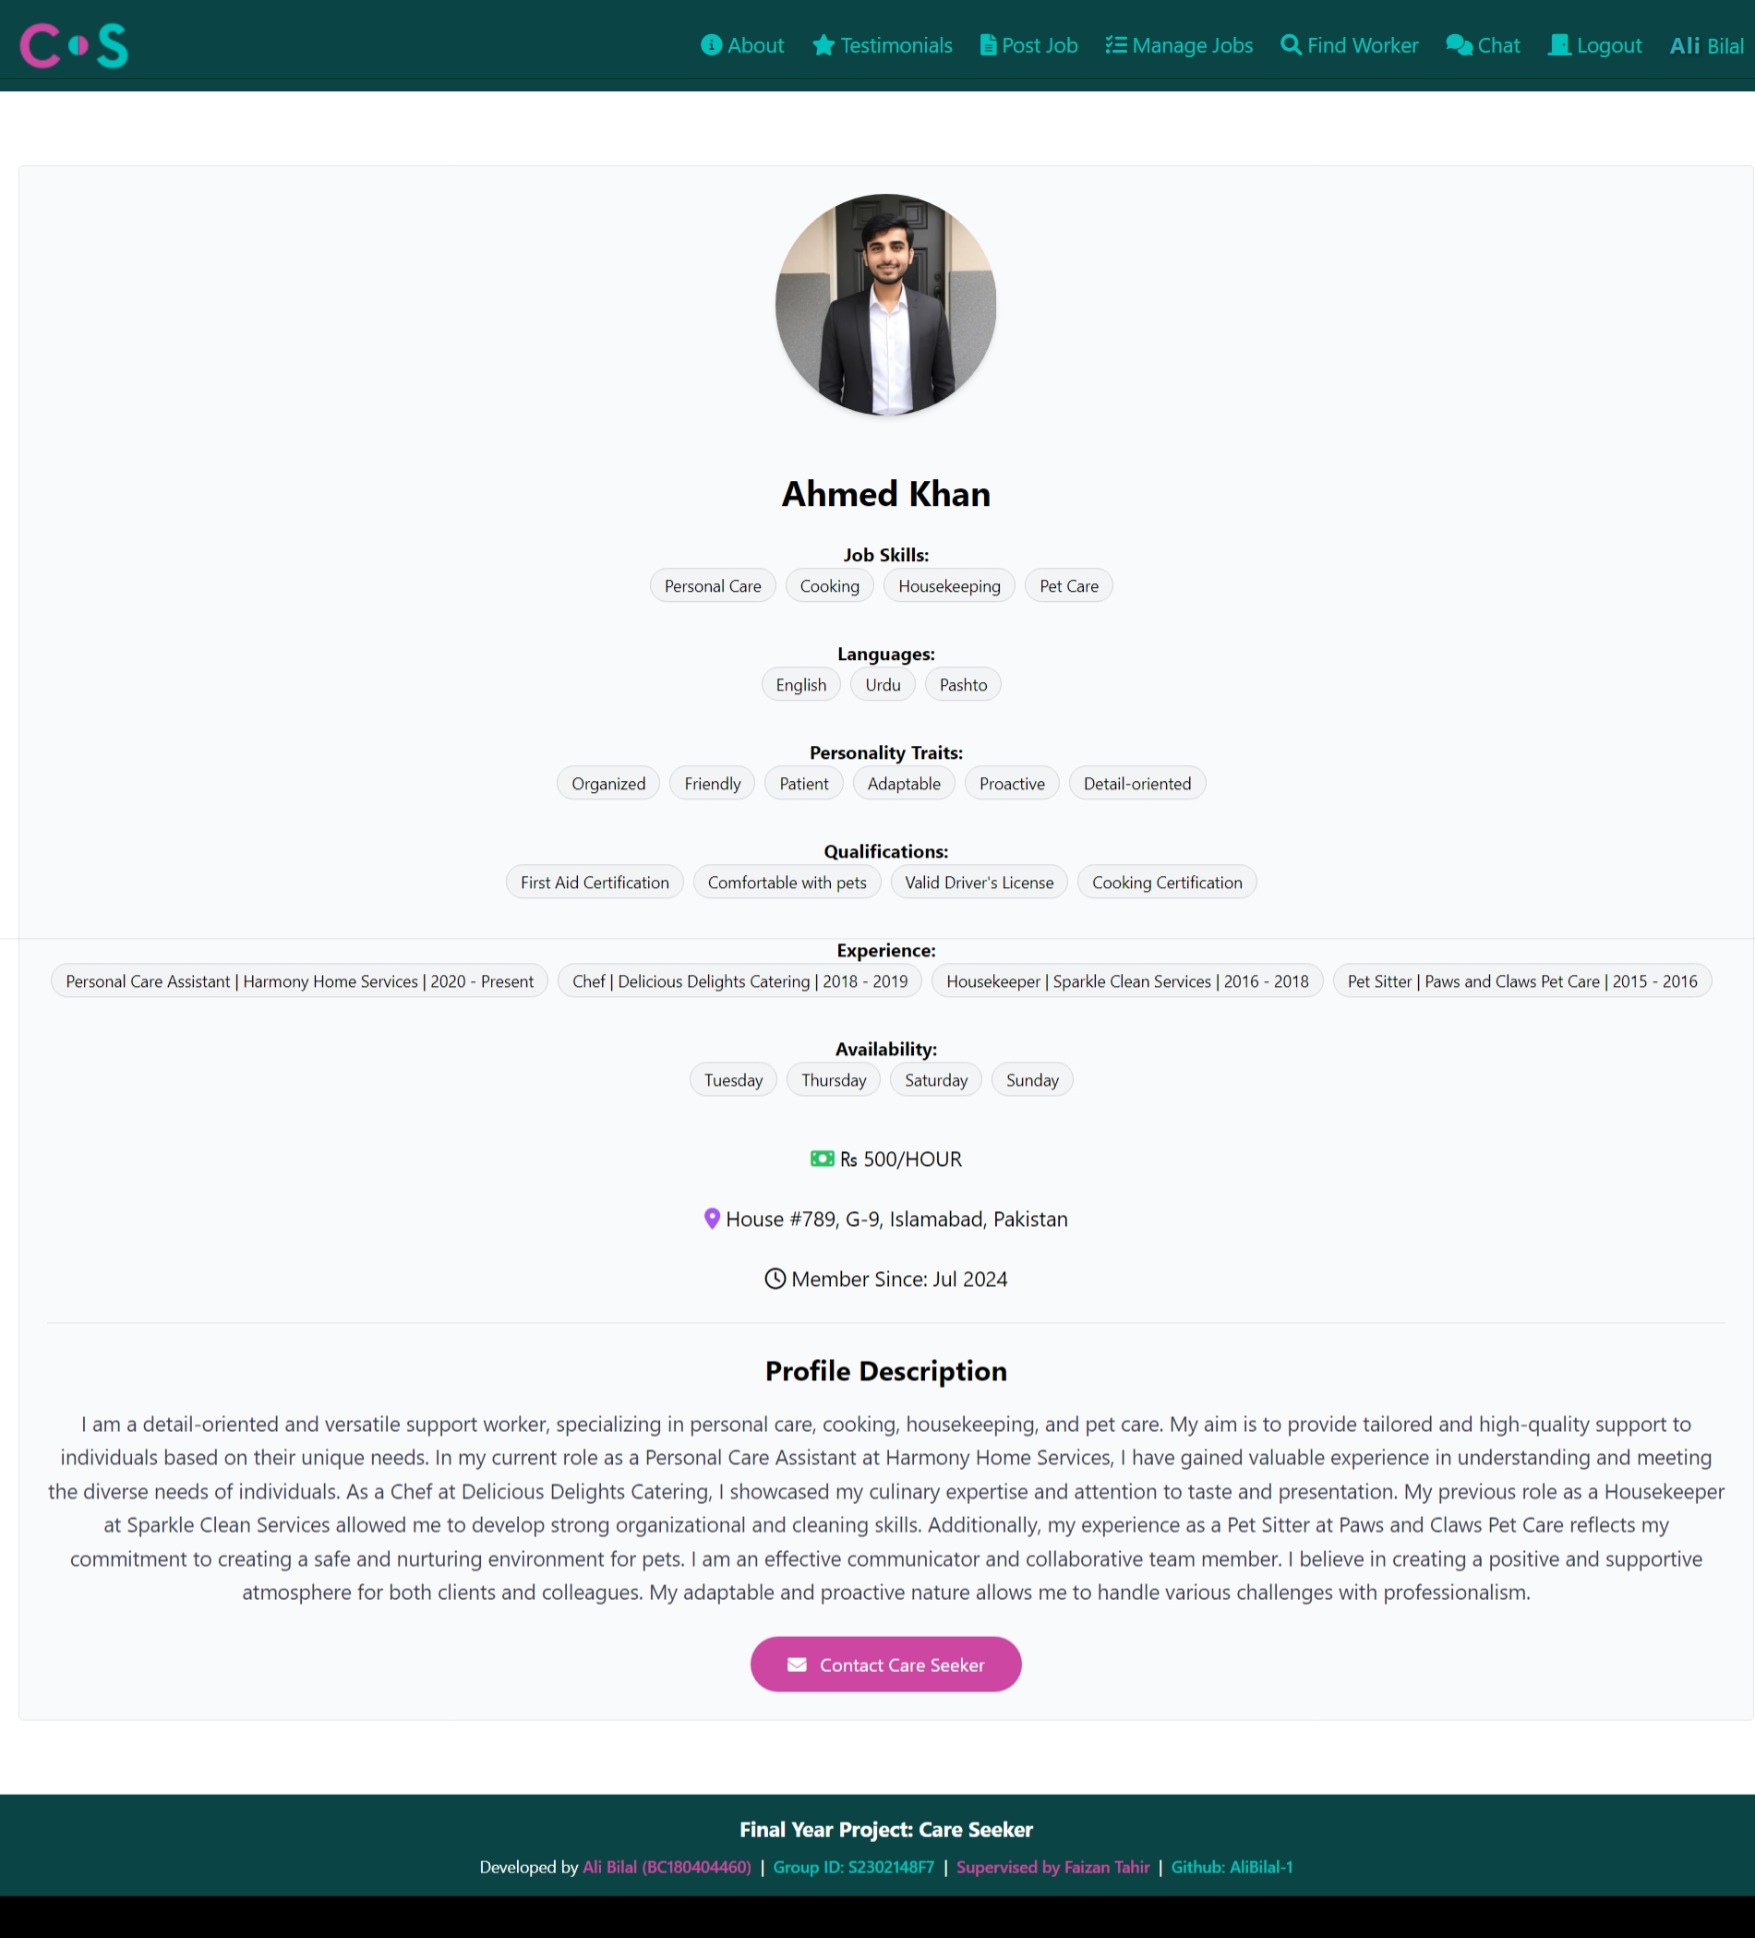 C S
About Testimonials Post Job Manage Jobs Find Worker Chat Logout Ali Bilal
Ahmed Khan
Job Skills:
Personal Care Cooking Housekeeping Pet Care
Languages:
English Urdu Pashto
Personality Traits:
Organized Friendly Patient Adaptable Proactive Detail-oriented
Qualifications:
First Aid Certification Comfortable with pets Valid Driver's License Cooking Certification
Experience:
Personal Care Assistant | Harmony Home Services | 2020 - Present Chef | Delicious Delights Catering | 2018 - 2019 Housekeeper | Sparkle Clean Services | 2016 - 2018 Pet Sitter | Paws and Claws Pet Care | 2015 - 2016
Availability:
Tuesday Thursday Saturday Sunday
₨ 500/HOUR
House #789, G-9, Islamabad, Pakistan
Member Since: Jul 2024
Profile Description
I am a detail-oriented and versatile support worker, specializing in personal care, cooking, housekeeping, and pet care. My aim is to provide tailored and high-quality support to
individuals based on their unique needs. In my current role as a Personal Care Assistant at Harmony Home Services, I have gained valuable experience in understanding and meeting
the diverse needs of individuals. As a Chef at Delicious Delights Catering, I showcased my culinary expertise and attention to taste and presentation. My previous role as a Housekeeper
at Sparkle Clean Services allowed me to develop strong organizational and cleaning skills. Additionally, my experience as a Pet Sitter at Paws and Claws Pet Care reflects my
commitment to creating a safe and nurturing environment for pets. I am an effective communicator and collaborative team member. I believe in creating a positive and supportive
atmosphere for both clients and colleagues. My adaptable and proactive nature allows me to handle various challenges with professionalism.
Contact Care Seeker
Final Year Project: Care Seeker
Developed by Ali Bilal (BC180404460) | Group ID: S2302148F7 | Supervised by Faizan Tahir | Github: AliBilal-1